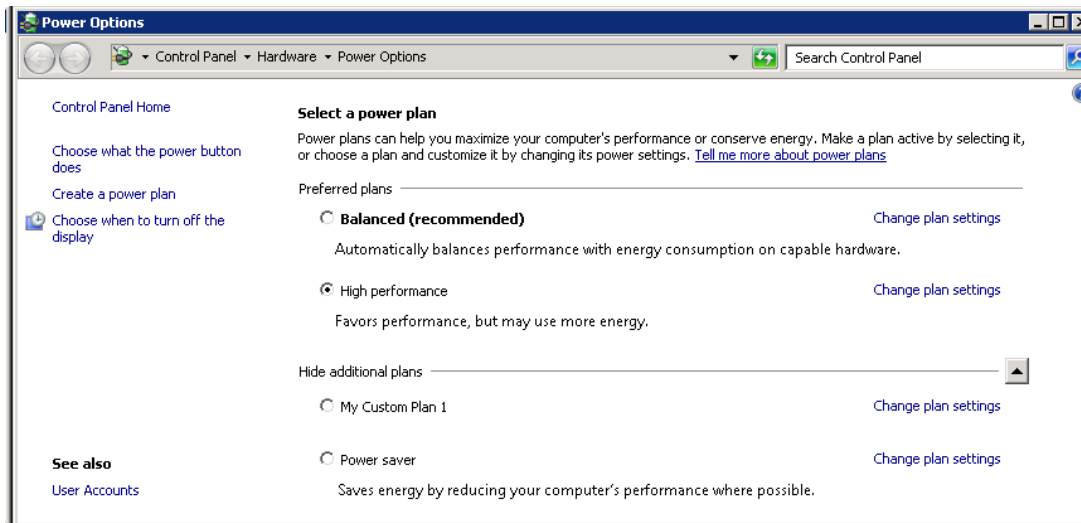 Power Options
Control Panel Hardware Power Options
Search Control Panel
Control Panel Home
Choose what the power button
does
Create a power plan
Choose when to turn off the
display
See also
User Accounts
Select a power plan
Power plans can help you maximize your computer's performance or conserve energy. Make a plan active by selecting it,
or choose a plan and customize it by changing its power settings. Tell me more about power plans
Preferred plans
Balanced (recommended) Change plan settings
Automatically balances performance with energy consumption on capable hardware.
High performance Change plan settings
Favors performance, but may use more energy.
Hide additional plans
My Custom Plan 1 Change plan settings
Power saver Change plan settings
Saves energy by reducing your computer's performance where possible.